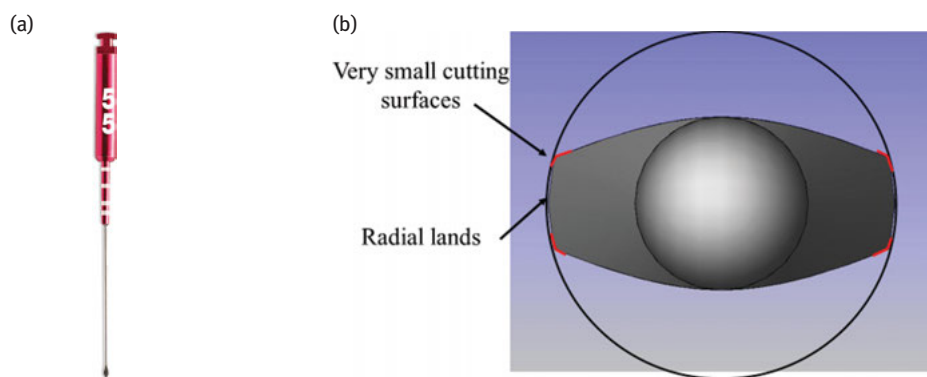 (a)
55
(b)
Very small cutting
surfaces
Radial lands